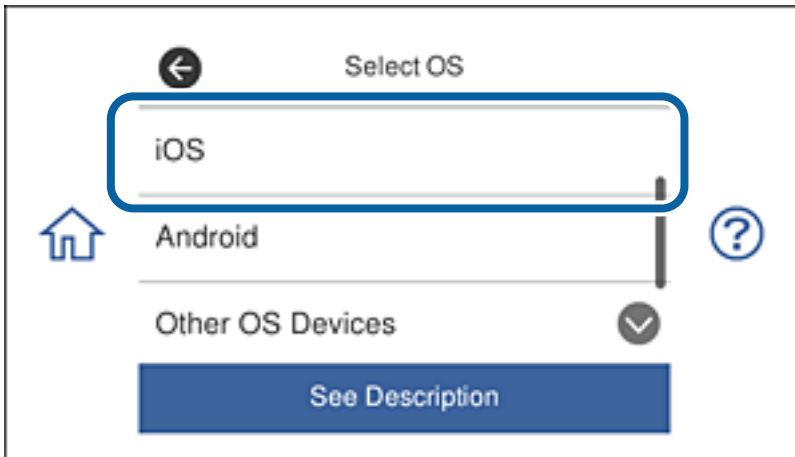 Select OS
iOS
Android
Other OS Devices
See Description